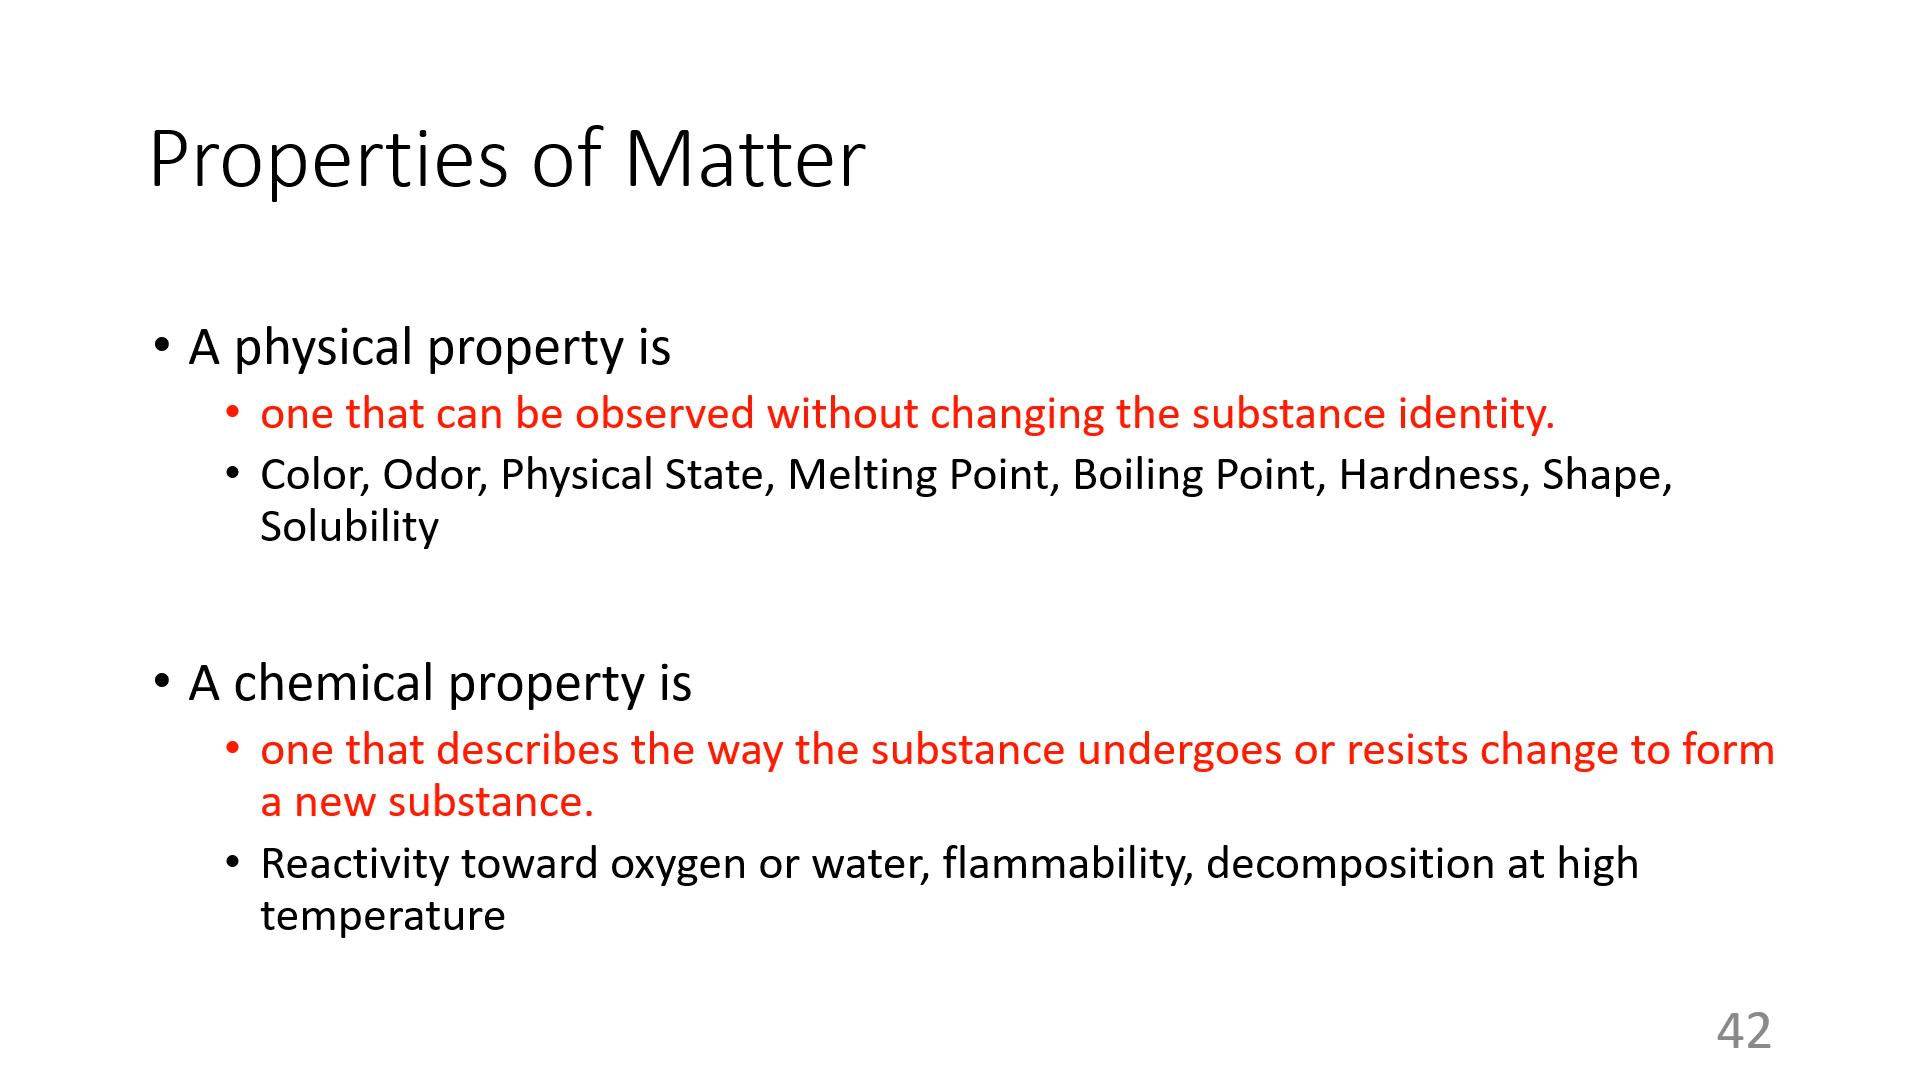 Properties of Matter
• A physical property is
• one that can be observed without changing the substance identity.
• Color, Odor, Physical State, Melting Point, Boiling Point, Hardness, Shape,
Solubility
• A chemical property is
• one that describes the way the substance undergoes or resists change to form
a new substance.
• Reactivity toward oxygen or water, flammability, decomposition at high
temperature
42